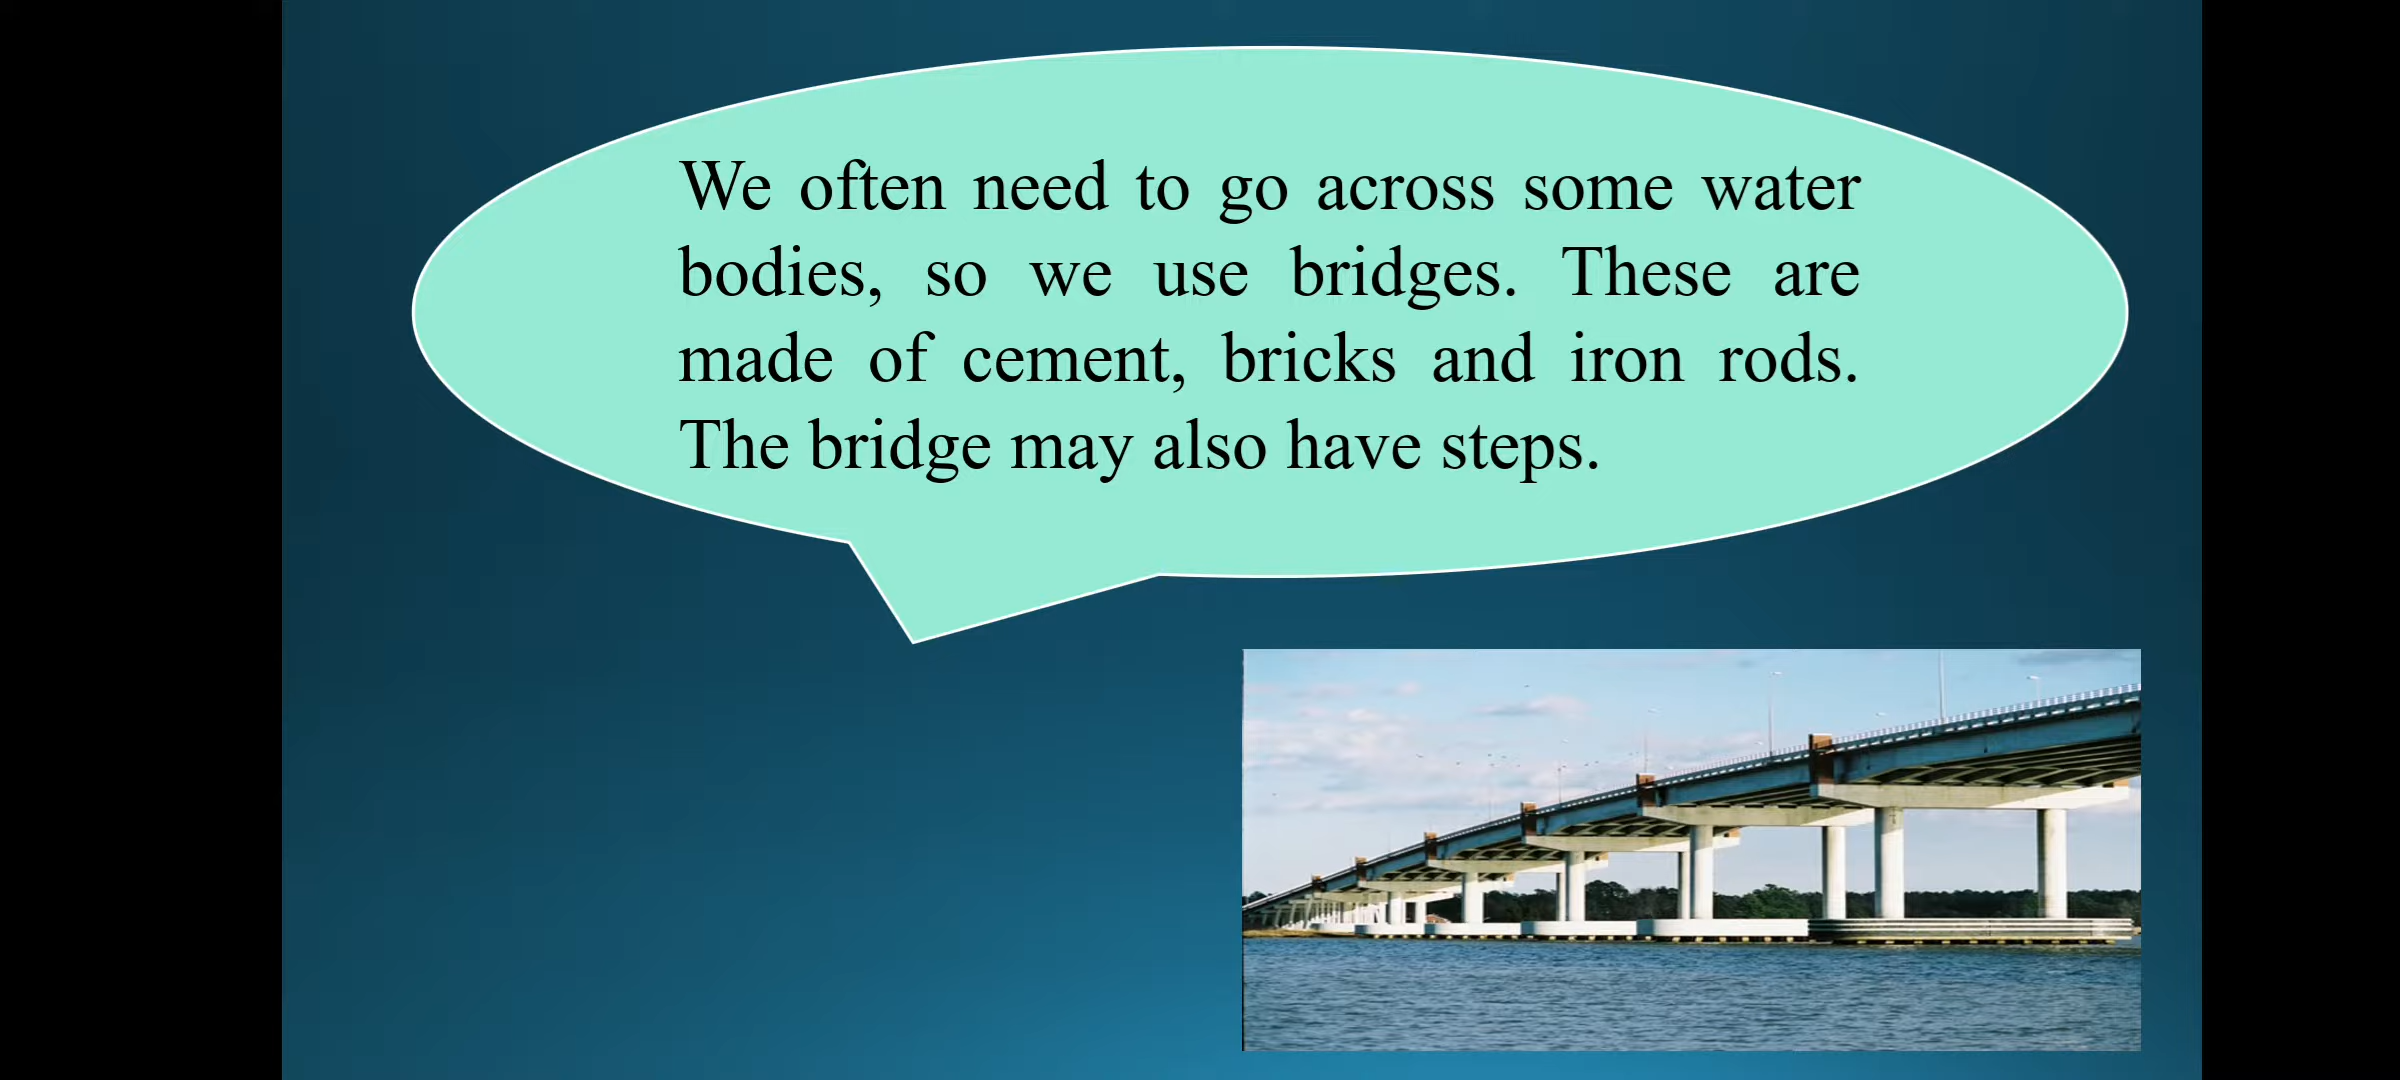 We often need to go across some water
bodies, so we use bridges. These are
made of cement, bricks and iron rods.
The bridge may also have steps.